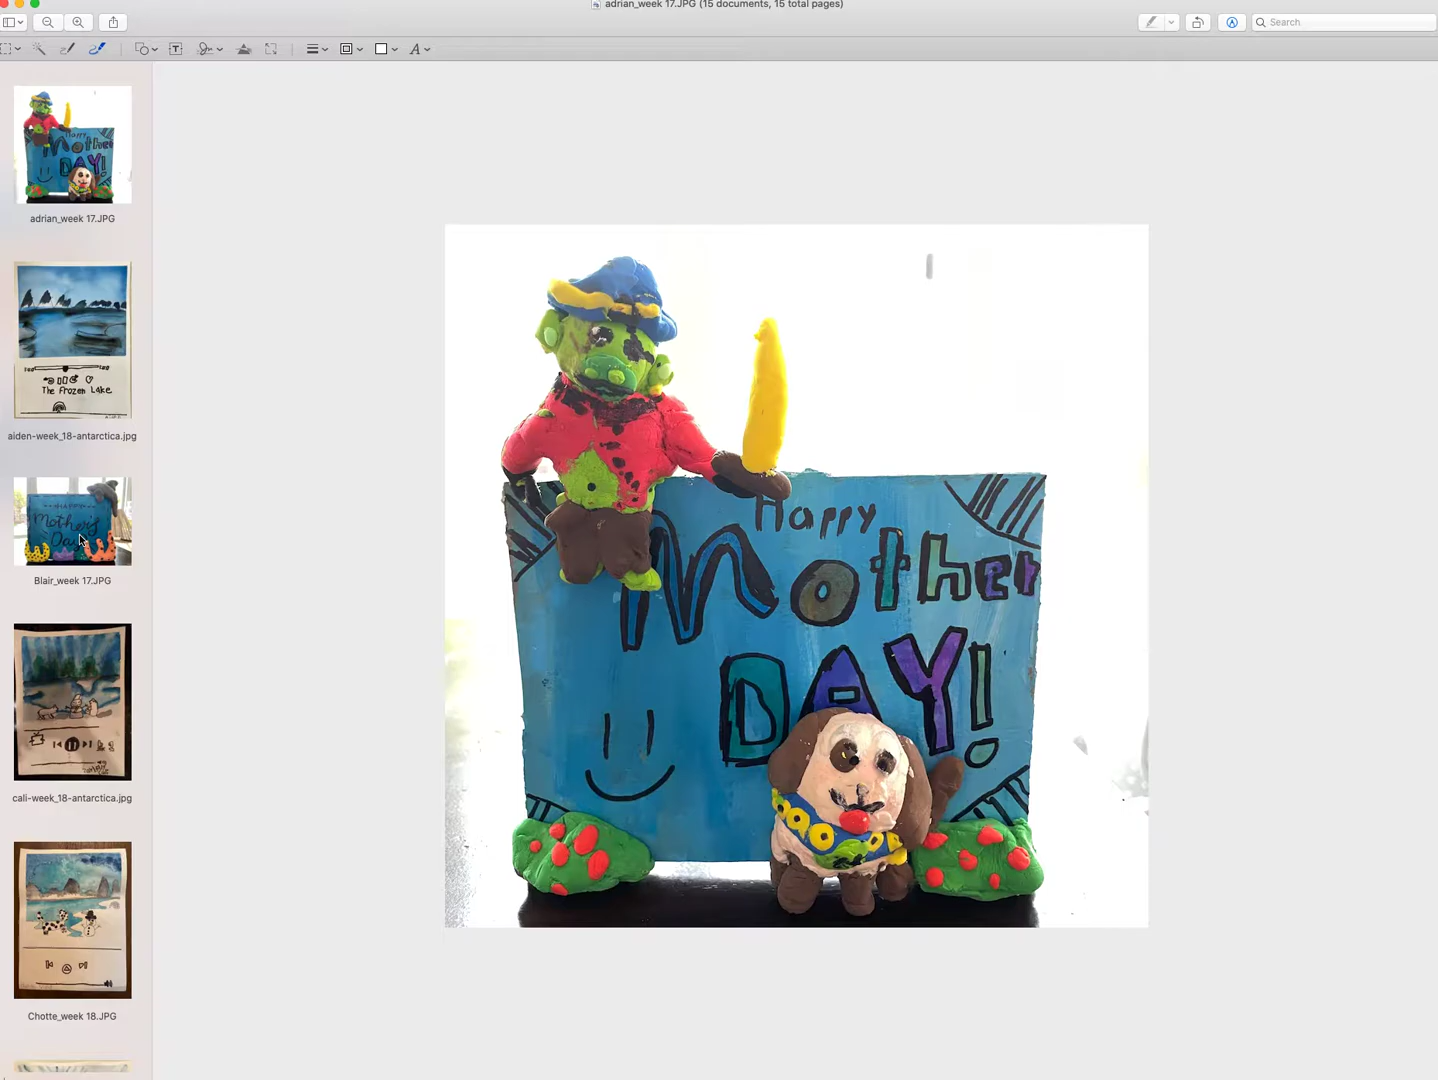 adrian_week 17.JPG (15 documents, 15 total pages)
Search
adrian_week 17.JPG
The Frozen Lake
aiden-week_18-antarctica.jpg
Mother's
Day
Blair_week 17.JPG
cali-week_18-antarctica.jpg
Chotte_week 18.JPG
Happy
Mother
DAY!